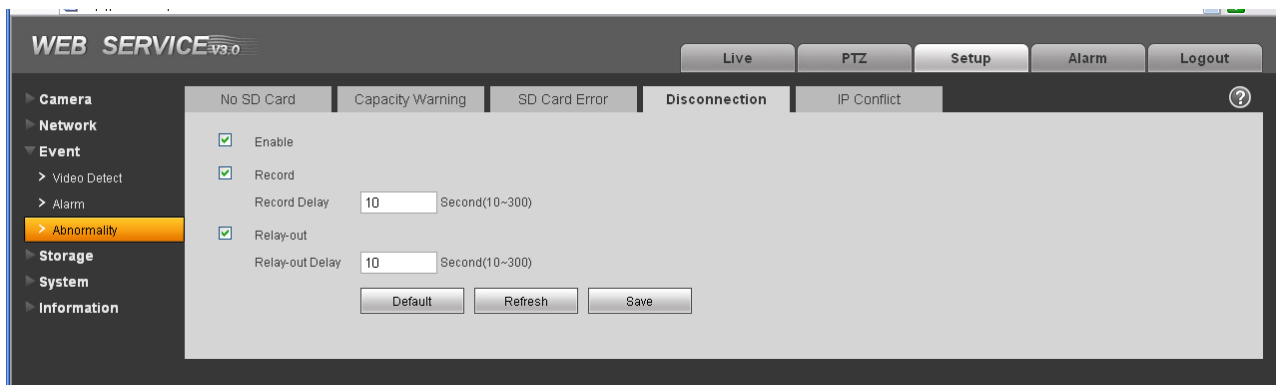 WEB SERVICE V3.0
Live PTZ Setup Alarm Logout
Camera
Network
Event
> Video Detect
> Alarm
> Abnormality
Storage
System
Information
No SD Card Capacity Warning SD Card Error Disconnection IP Conflict ?
Enable
Record
Record Delay 10 Second(10~300)
Relay-out
Relay-out Delay 10 Second(10~300)
Default Refresh Save